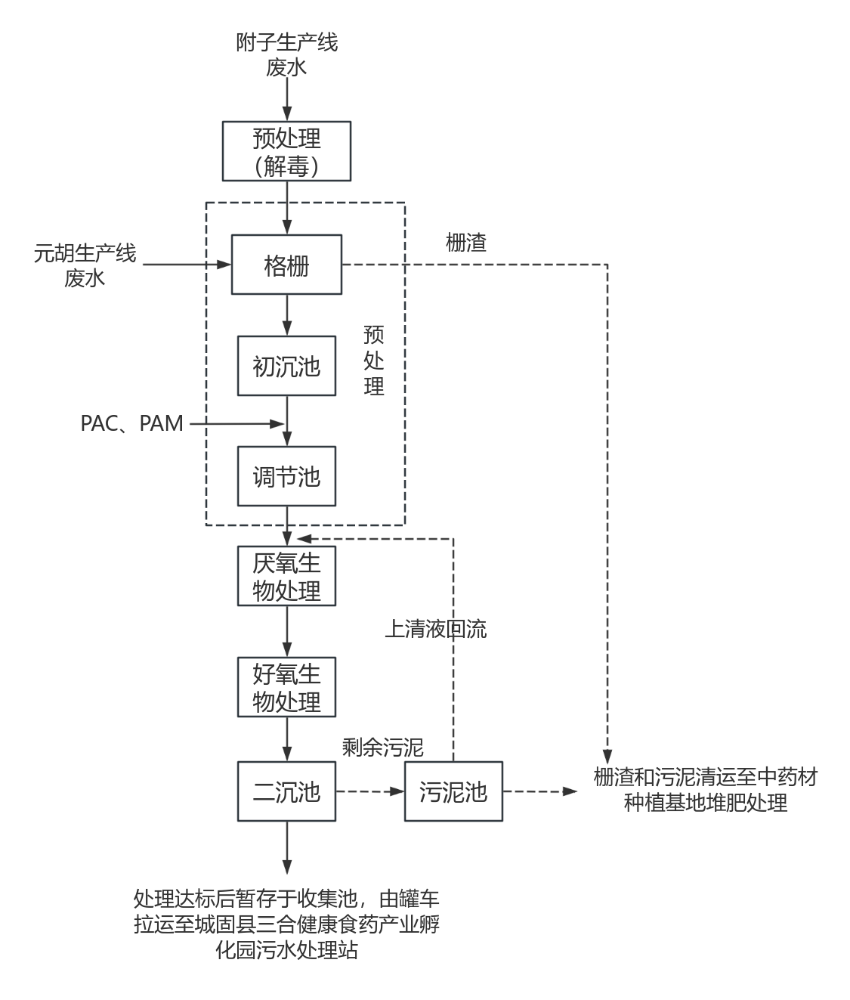 附子生产线
废水
预处理
（解毒）
元胡生产线
废水
格栅
栅渣
初沉池
预
处
理
PAC、PAM
调节池
厌氧生
物处理
上清液回流
好氧生
物处理
剩余污泥
二沉池
污泥池
栅渣和污泥清运至中药材
种植基地堆肥处理
处理达标后暂存于收集池，由罐车
拉运至城固县三合健康食药产业孵
化园污水处理站